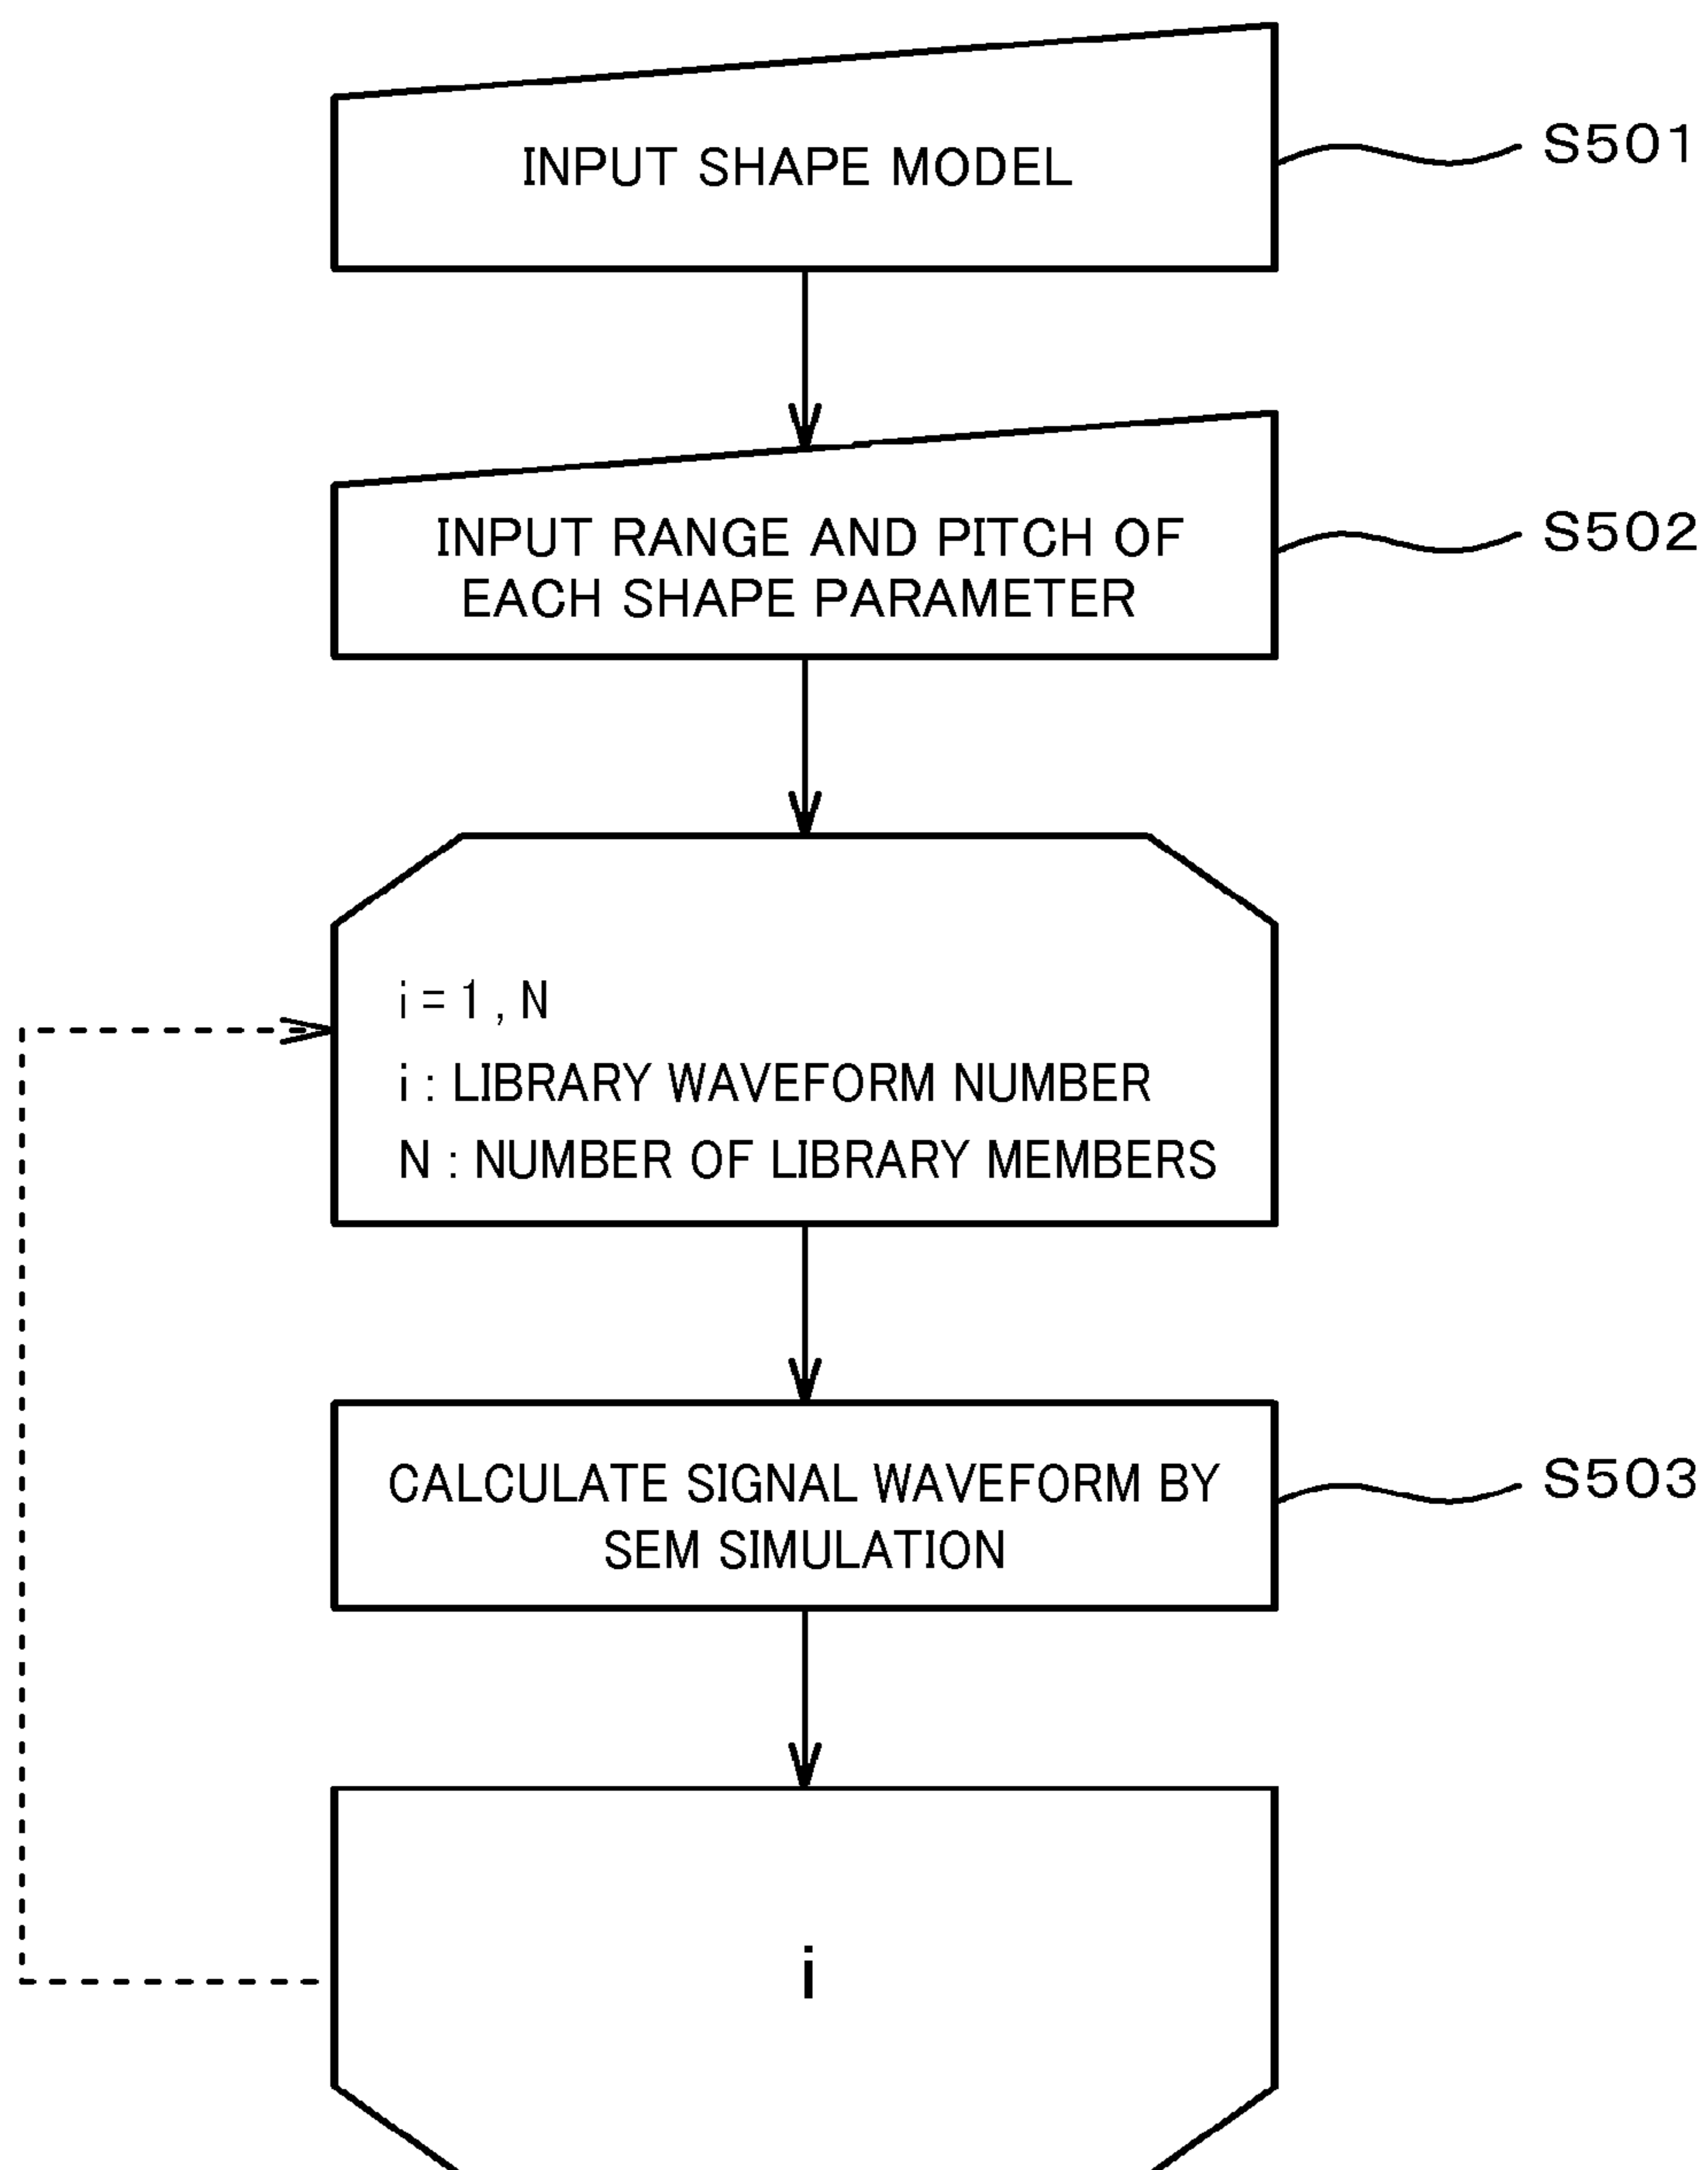 INPUT SHAPE MODEL
S501
INPUT RANGE AND PITCH OF
EACH SHAPE PARAMETER
S502
i = 1 , N
i : LIBRARY WAVEFORM NUMBER
N : NUMBER OF LIBRARY MEMBERS
CALCULATE SIGNAL WAVEFORM BY
SEM SIMULATION
S503
i